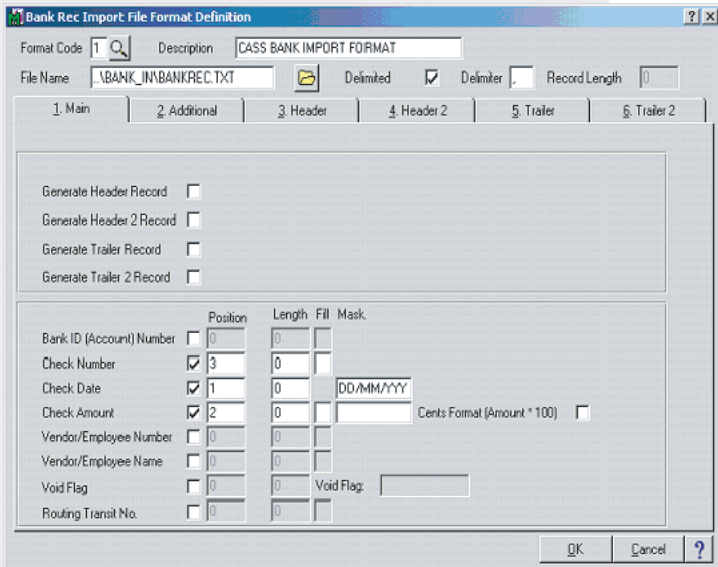 Bank Rec Import File Format Definition
Format Code 1 Description CASS BANK IMPORT FORMAT
File Name ..\BANK_IN\BANKREC.TXT Delimited Delimiter , Record Length 0
1. Main 2. Additional 3. Header 4. Header 2 5. Trailer 6. Trailer 2
Generate Header Record
Generate Header 2 Record
Generate Trailer Record
Generate Trailer 2 Record
Position Length Fill Mask.
Bank ID (Account) Number 0 0
Check Number 3 0
Check Date 1 0 DD/MM/YYY
Check Amount 2 0 Cents Format (Amount * 100)
Vendor/Employee Number 0 0
Vendor/Employee Name 0 0
Void Flag 0 0 Void Flag:
Routing Transit No. 0 0
OK Cancel ?